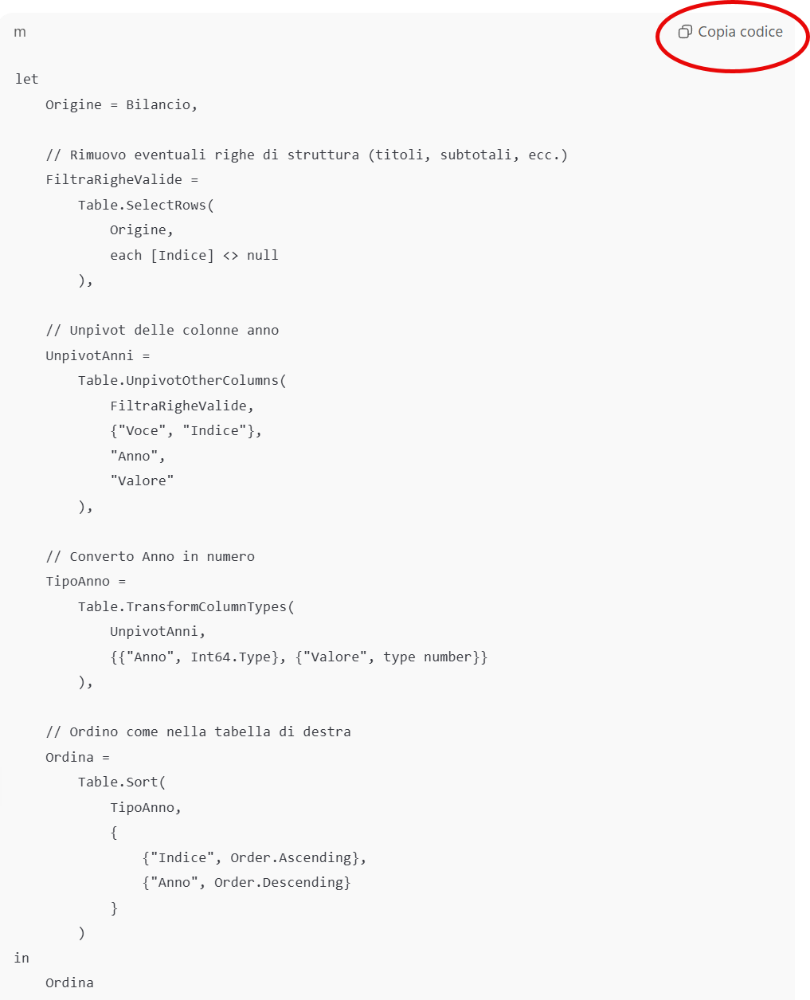 m
Copia codice
let
    Origine = Bilancio,
    // Rimuovo eventuali righe di struttura (titoli, subtotali, ecc.)
    FiltraRigheValide =
        Table.SelectRows(
            Origine,
            each [Indice] <> null
        ),
    // Unpivot delle colonne anno
    UnpivotAnni =
        Table.UnpivotOtherColumns(
            FiltraRigheValide,
            {"Voce", "Indice"},
            "Anno",
            "Valore"
        ),
    // Converto Anno in numero
    TipoAnno =
        Table.TransformColumnTypes(
            UnpivotAnni,
            {{"Anno", Int64.Type}, {"Valore", type number}}
        ),
    // Ordino come nella tabella di destra
    Ordina =
        Table.Sort(
            TipoAnno,
            {
                {"Indice", Order.Ascending},
                {"Anno", Order.Descending}
            }
        )
in
    Ordina